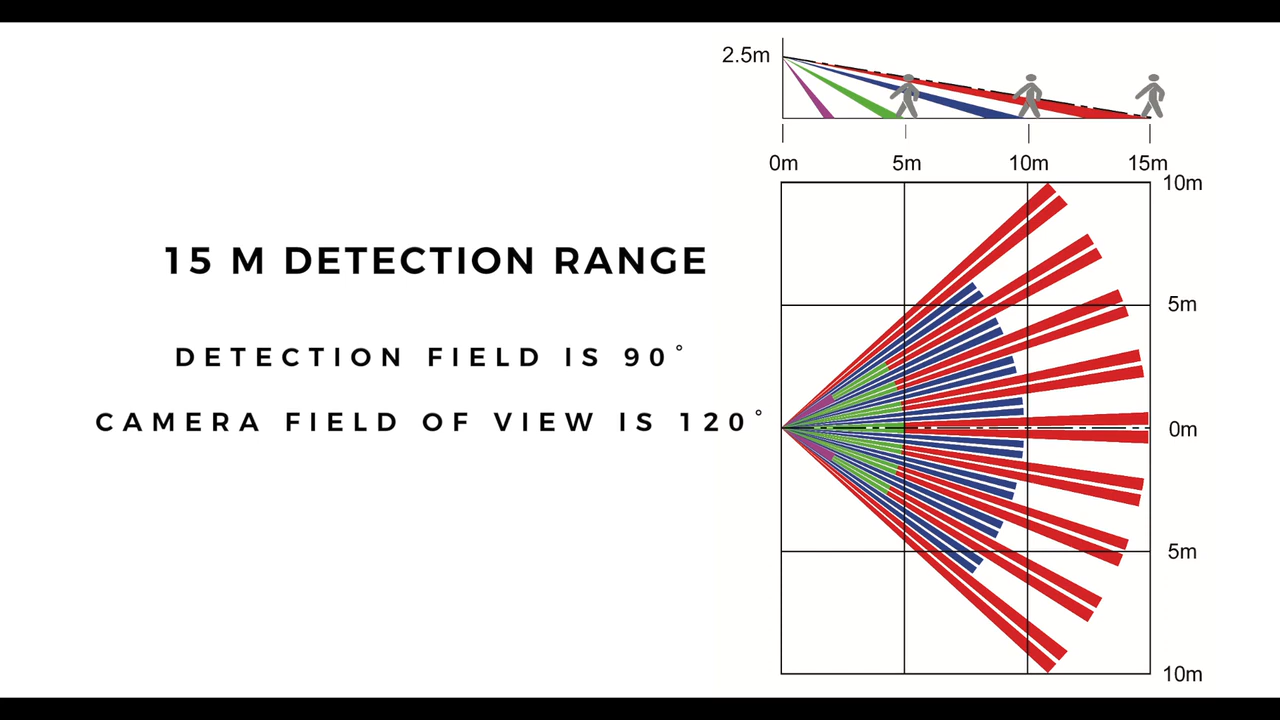 15 M DETECTION RANGE
DETECTION FIELD IS 90°
CAMERA FIELD OF VIEW IS 120°
2.5m
0m 5m 10m 15m
10m
5m
0m
5m
10m